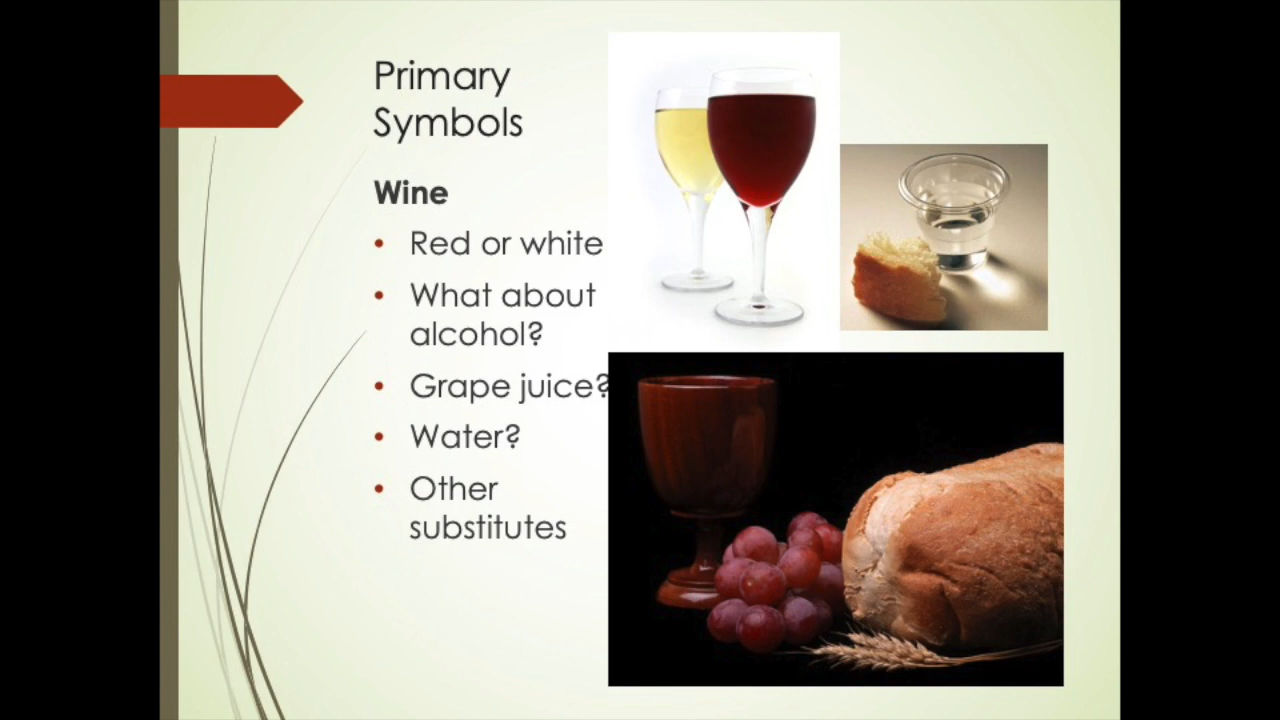 Primary
Symbols
Wine
• Red or white
• What about
alcohol?
• Grape juice?
• Water?
• Other
substitutes